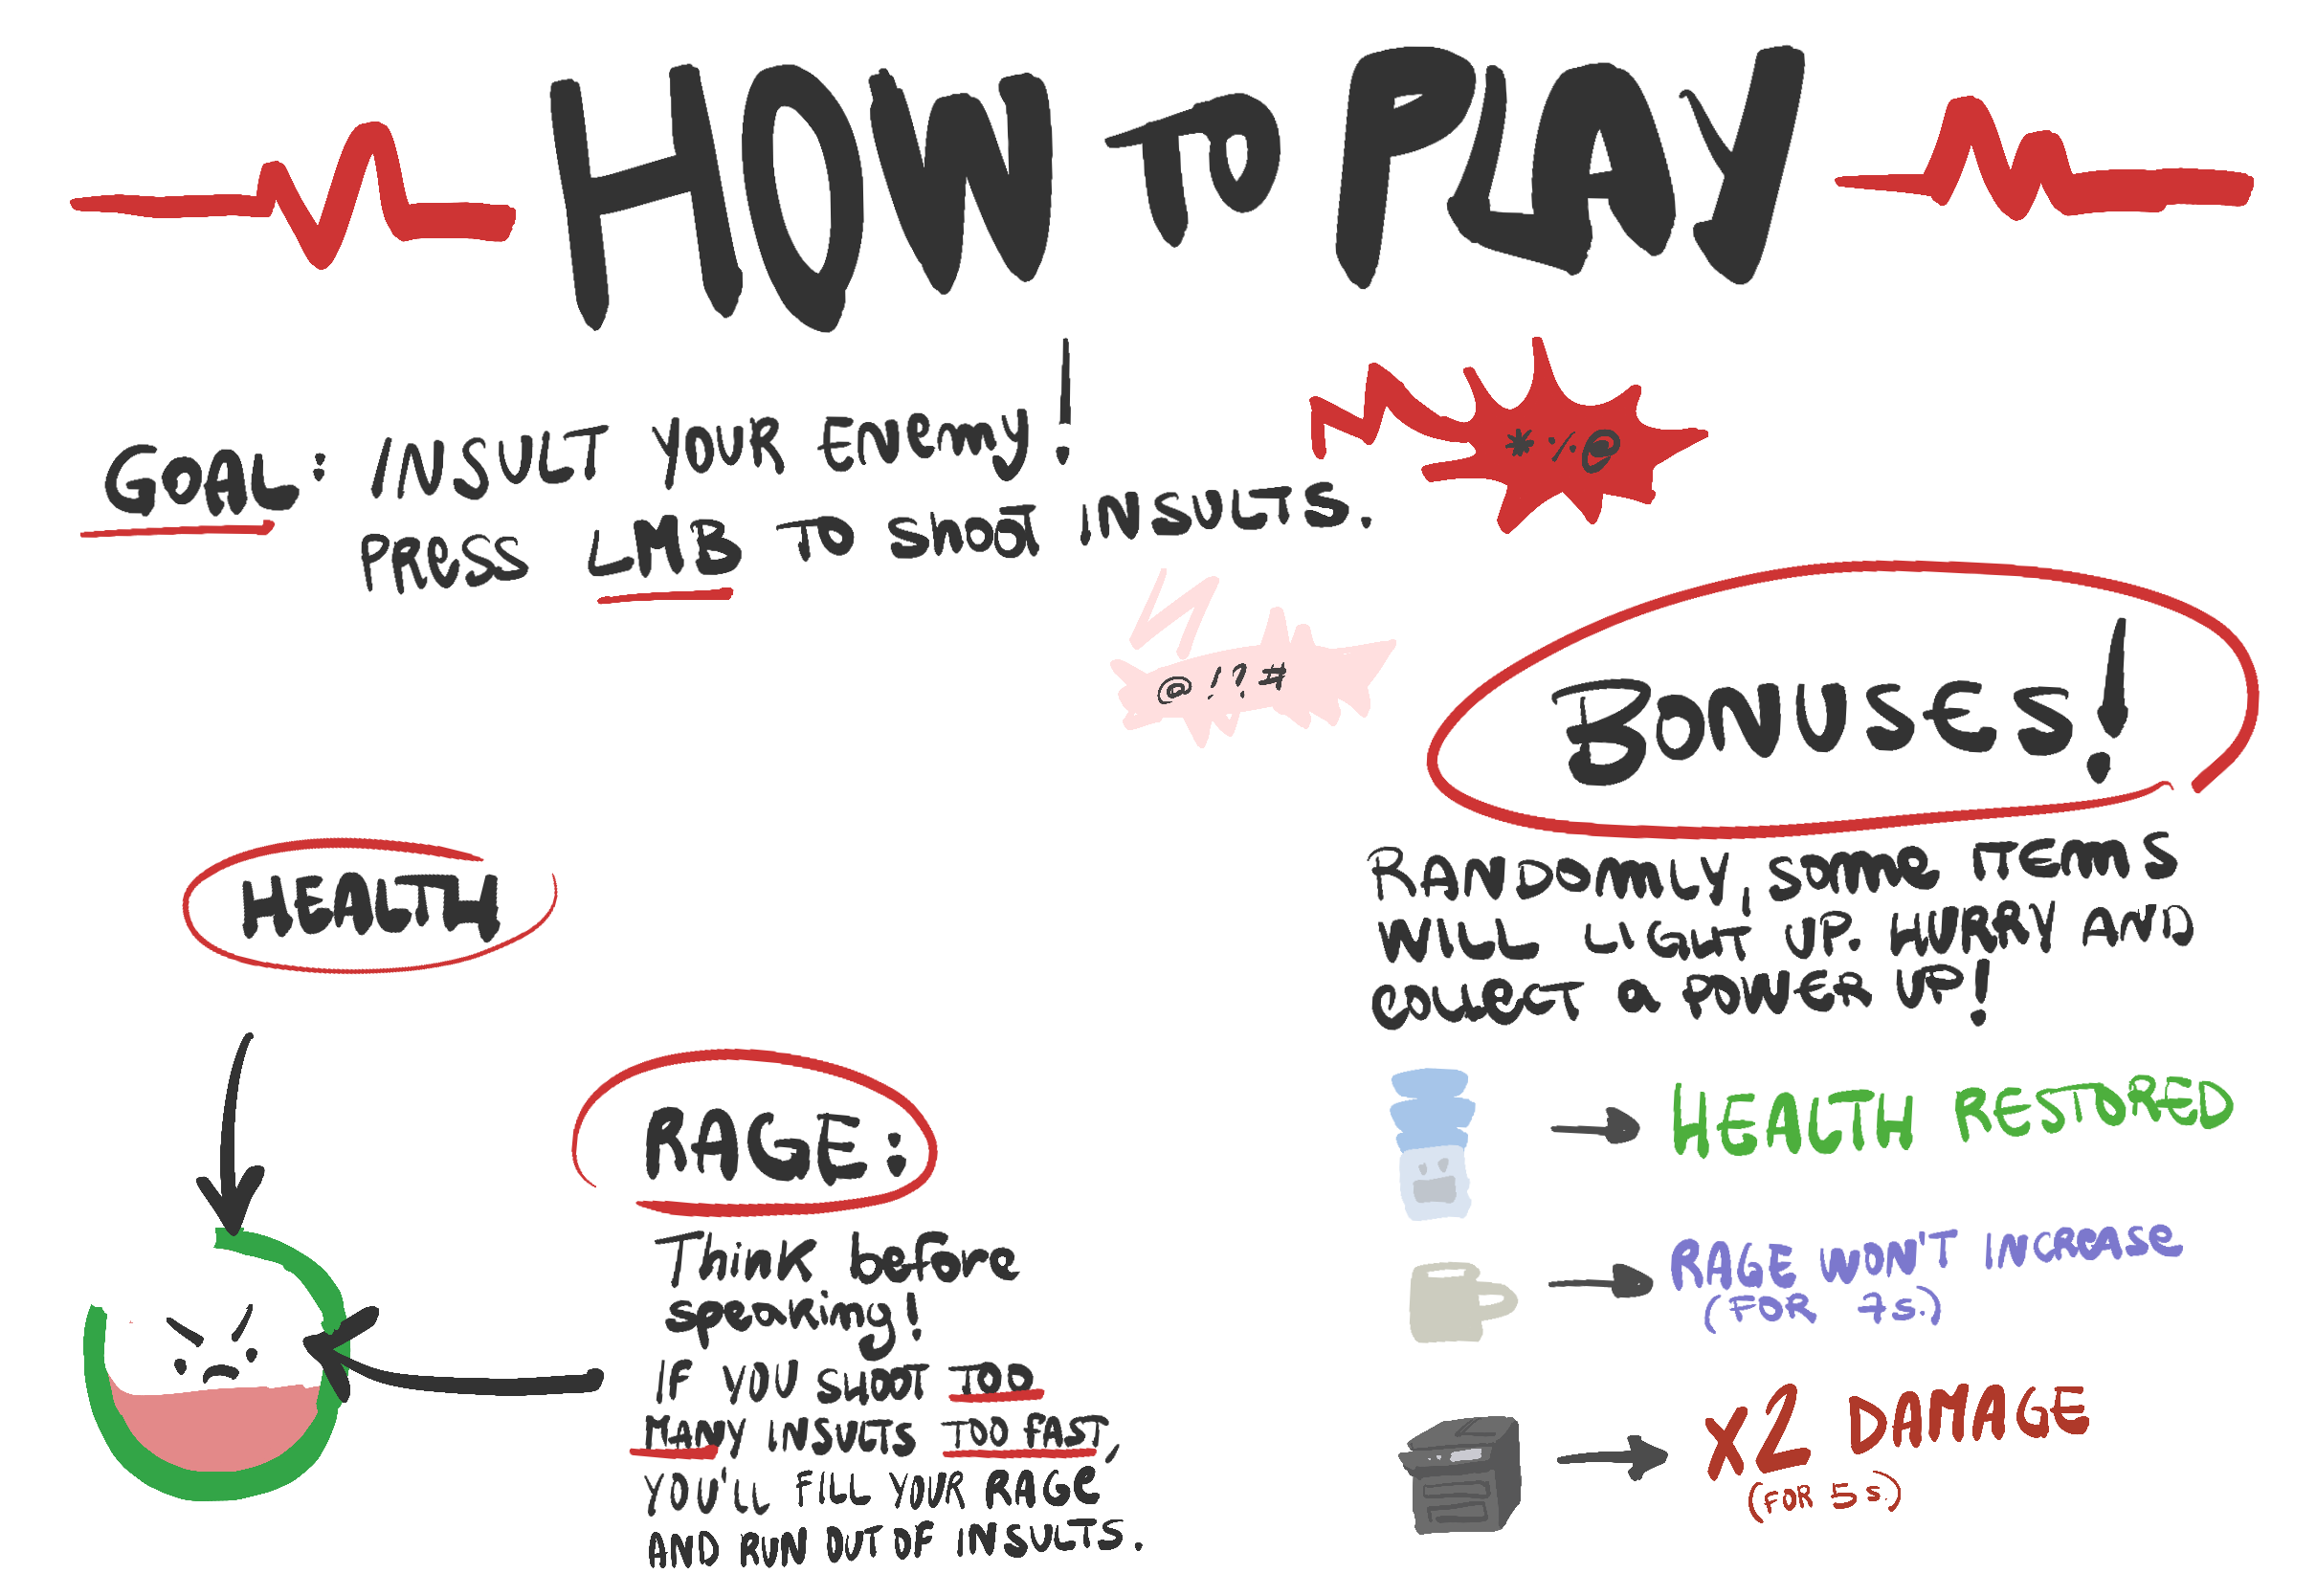 HOW TO PLAY
GOAL: INSULT YOUR ENEMY!
PRESS LMB TO SHOOT INSULTS.
*%@
@!?#
HEALTH
RAGE:
Think before
speaking!
IF YOU SHOOT TOO
MANY INSULTS TOO FAST,
YOU'LL FILL YOUR RAGE
AND RUN OUT OF INSULTS.
BONUSES!
RANDOMLY, SOME ITEMS
WILL LIGHT UP. HURRY AND
COLLECT A POWER UP!
HEALTH RESTORED
RAGE WON'T INCREASE
(FOR 7s.)
X2 DAMAGE
(FOR 5s.)